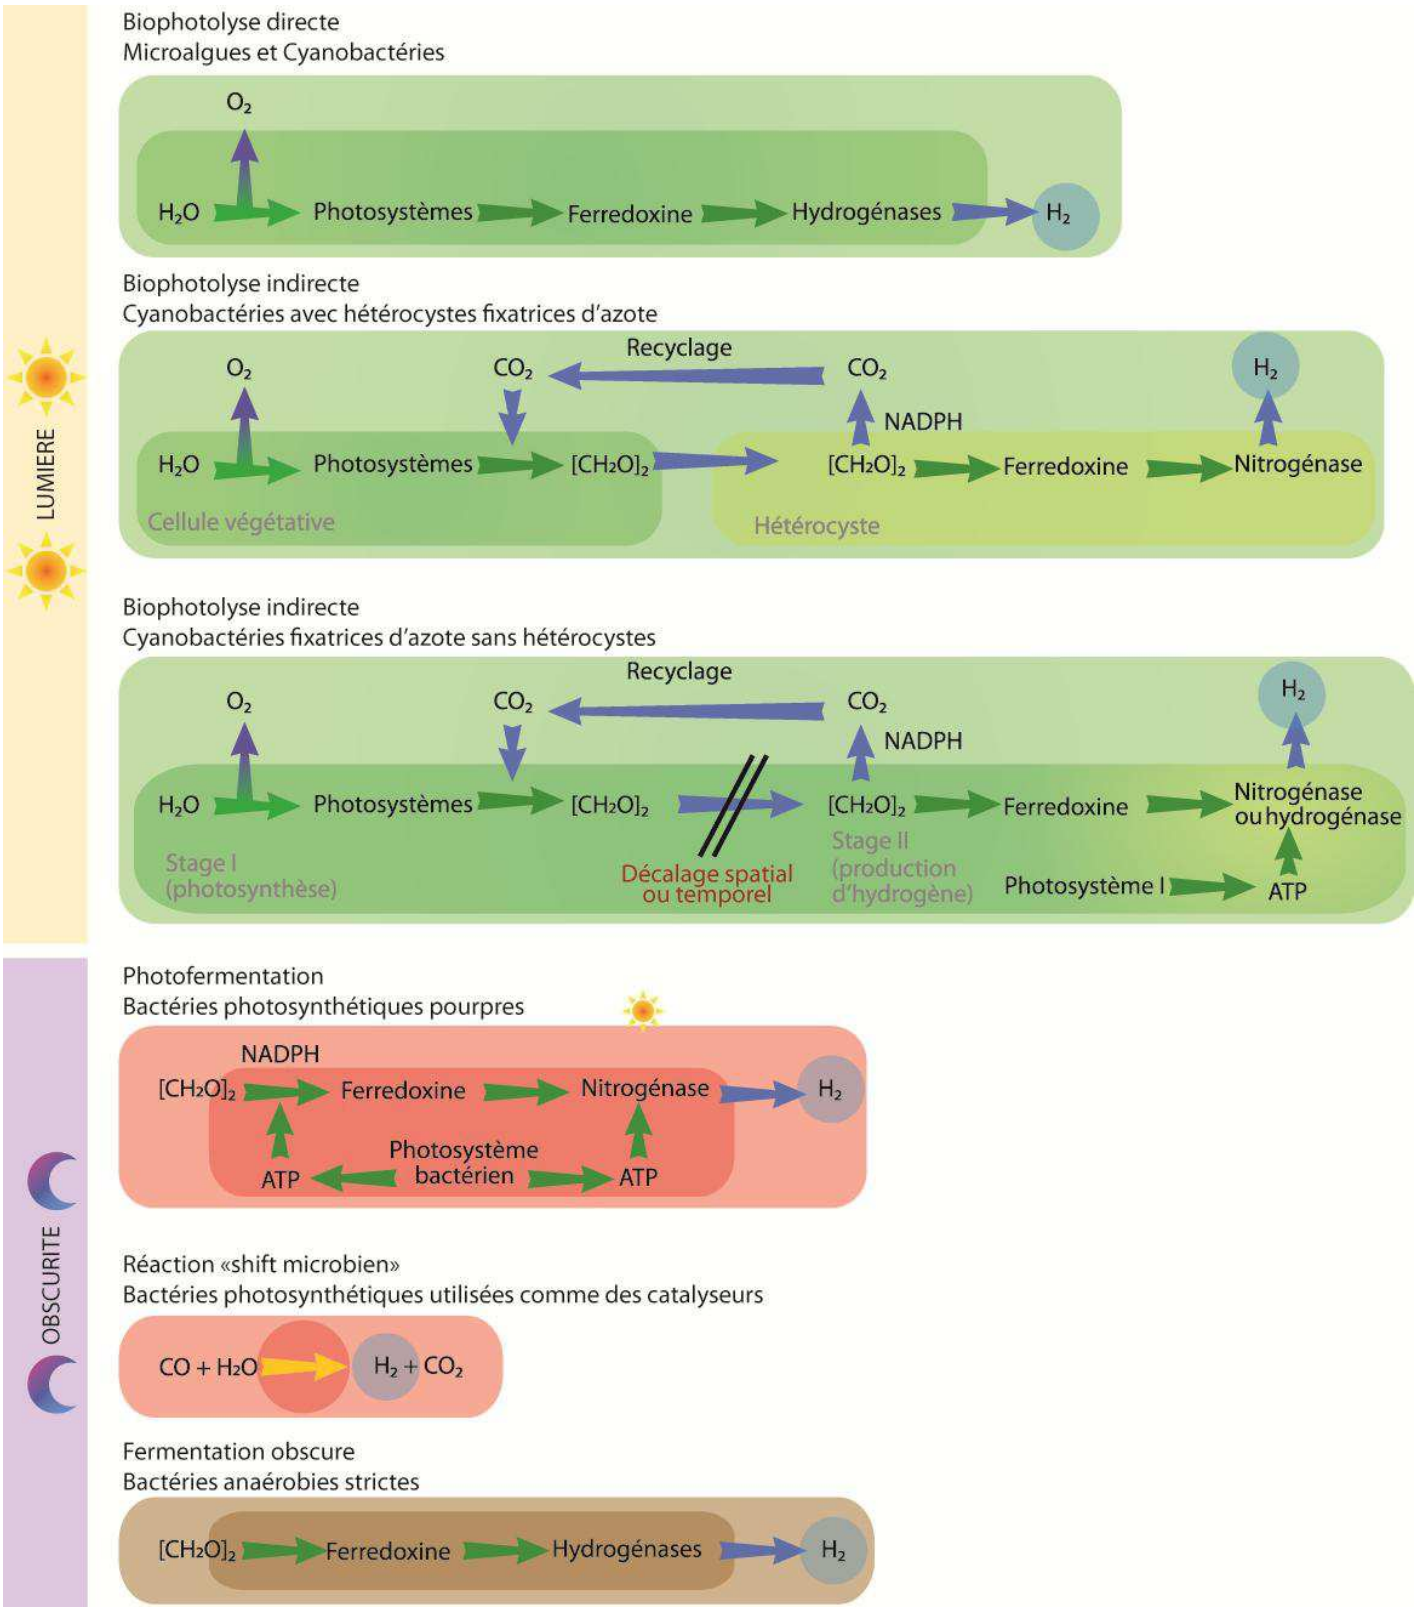 Biophotolyse directe
Microalgues et Cyanobactéries
O₂
H₂O Photosystèmes Ferredoxine Hydrogénases H₂
Biophotolyse indirecte
Cyanobactéries avec hétérocystes fixatrices d'azote
Recyclage
O₂ CO₂ CO₂ H₂
NADPH
H₂O Photosystèmes [CH2O]₂ [CH2O]₂ Ferredoxine Nitrogénase
Cellule végétative Hétérocyste
LUMIERE
Biophotolyse indirecte
Cyanobactéries fixatrices d'azote sans hétérocystes
Recyclage
O₂ CO₂ CO₂ H₂
NADPH
H₂O Photosystèmes [CH2O]₂ [CH2O]₂ Ferredoxine Nitrogénase
ou hydrogénase
Stage I
(photosynthèse)
Décalage spatial
ou temporel
Stage II
(production
d'hydrogène)
Photosystème I ATP
Photofermentation
Bactéries photosynthétiques pourpres
NADPH
[CH2O]₂ Ferredoxine Nitrogénase H₂
Photosystème
bactérien
ATP ATP
OBSCURITE
Réaction «shift microbien»
Bactéries photosynthétiques utilisées comme des catalyseurs
CO + H2O H₂ + CO₂
Fermentation obscure
Bactéries anaérobies strictes
[CH2O]₂ Ferredoxine Hydrogénases H₂